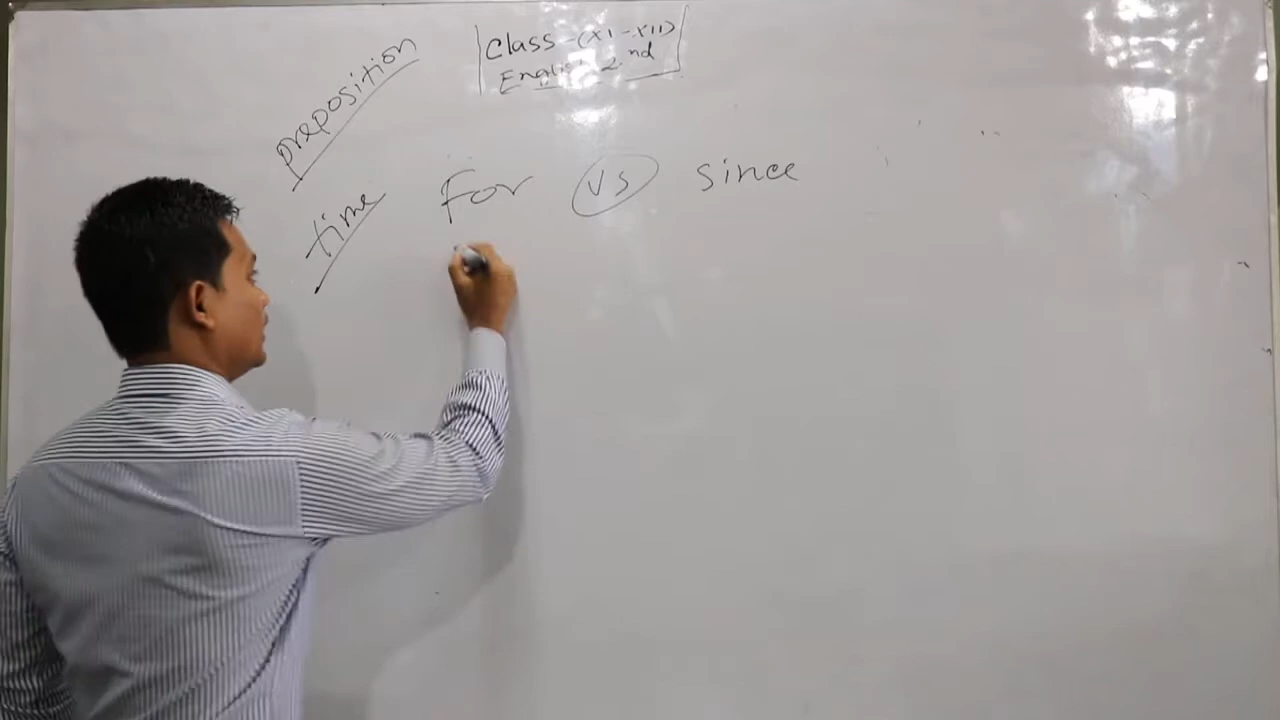 preposition
Class-(XI-XII)
English 2nd
time
For vs since